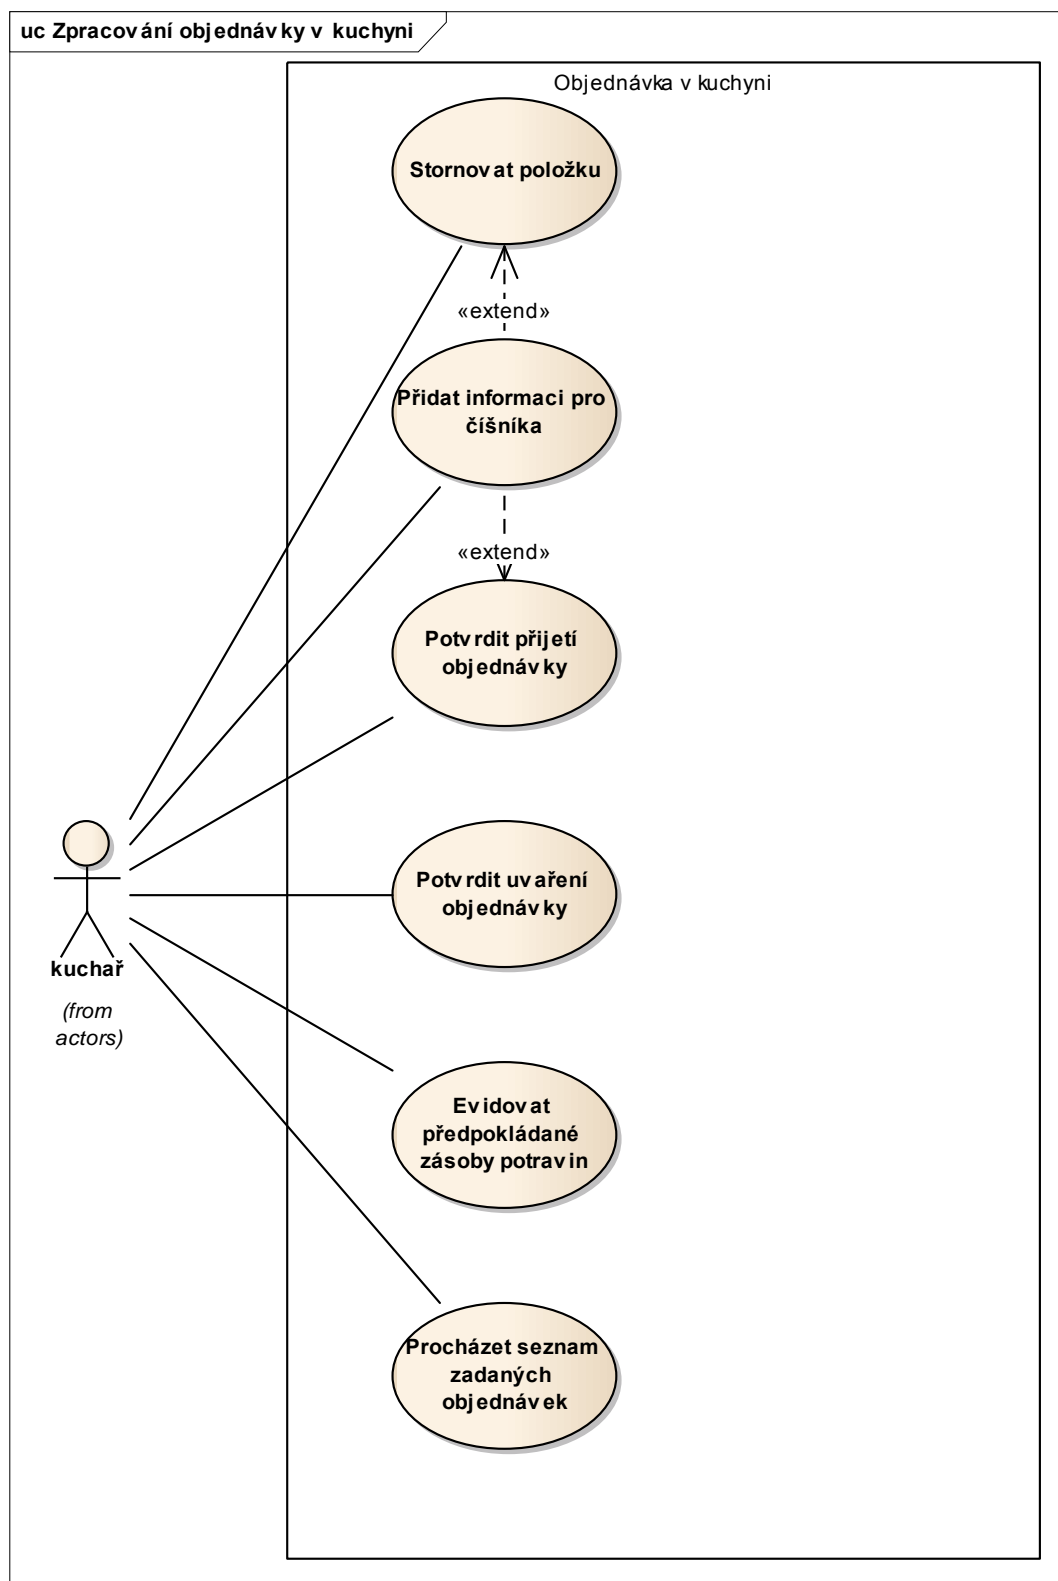 uc Zpracování objednávky v kuchyni
Objednávka v kuchyni
Stornovat položku
«extend»
Přidat informaci pro
číšníka
«extend»
Potvrdit přijetí
objednávky
Potvrdit uvaření
objednávky
kuchař
(from
actors)
Evidovat
předpokládané
zásoby potravin
Procházet seznam
zadaných
objednávek